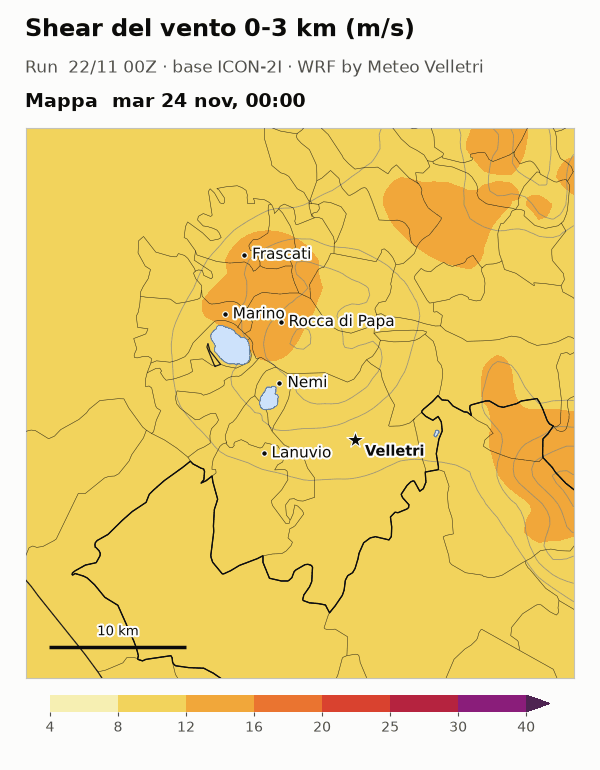 Shear del vento 0-3 km (m/s)
Run  22/11 00Z · base ICON-2I · WRF by Meteo Velletri
Mappa  mar 24 nov, 00:00
Frascati
Marino
Rocca di Papa
Nemi
Velletri
Lanuvio
10 km
4 8 12 16 20 25 30 40